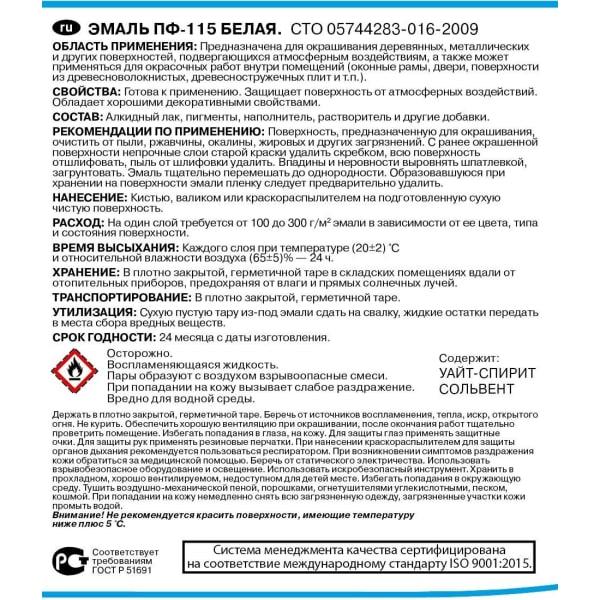 ru ЭМАЛЬ ПФ-115 БЕЛАЯ. СТО 05744283-016-2009
ОБЛАСТЬ ПРИМЕНЕНИЯ: Предназначена для окрашивания деревянных, металлических
и других поверхностей, подвергающихся атмосферным воздействиям, а также может
применяться для окрасочных работ внутри помещений (оконные рамы, двери, поверхности
из древесноволокнистых, древесностружечных плит и т.п.).
СВОЙСТВА: Готова к применению. Защищает поверхность от атмосферных воздействий.
Обладает хорошими декоративными свойствами.
СОСТАВ: Алкидный лак, пигменты, наполнитель, растворитель и другие добавки.
РЕКОМЕНДАЦИИ ПО ПРИМЕНЕНИЮ: Поверхность, предназначенную для окрашивания,
очистить от пыли, ржавчины, окалины, жировых и других загрязнений. С ранее окрашенной
поверхности непрочные слои старой краски удалить скребком, всю поверхность
отшлифовать, пыль от шлифовки удалить. Впадины и неровности выровнять шпатлевкой,
загрунтовать. Эмаль тщательно перемешать до однородности. Образовавшуюся при
хранении на поверхности эмали пленку следует предварительно удалить.
НАНЕСЕНИЕ: Кистью, валиком или краскораспылителем на подготовленную сухую
чистую поверхность.
РАСХОД: На один слой требуется от 100 до 300 г/м² эмали в зависимости от ее цвета, типа
и состояния поверхности.
ВРЕМЯ ВЫСЫХАНИЯ: Каждого слоя при температуре (20±2) °С
и относительной влажности воздуха (65±5)% — 24 ч.
ХРАНЕНИЕ: В плотно закрытой, герметичной таре в складских помещениях вдали от
отопительных приборов, предохраняя от влаги и прямых солнечных лучей.
ТРАНСПОРТИРОВАНИЕ: В плотно закрытой, герметичной таре.
УТИЛИЗАЦИЯ: Сухую пустую тару из-под эмали сдать на свалку, жидкие остатки передать
в места сбора вредных веществ.
СРОК ГОДНОСТИ: 24 месяца с даты изготовления.
Осторожно.
Воспламеняющаяся жидкость.
Пары образуют с воздухом взрывоопасные смеси.
При попадании на кожу вызывает слабое раздражение.
Вредно для водной среды.
Содержит:
УАЙТ-СПИРИТ
СОЛЬВЕНТ
Держать в плотно закрытой, герметичной таре. Беречь от источников воспламенения, тепла, искр, открытого
огня. Не курить. Обеспечить хорошую вентиляцию при окрашивании, после окончания работ тщательно
проветрить помещение. Избегать попадания в глаза, на кожу. Для защиты глаз применять защитные
очки. Для защиты рук применять резиновые перчатки. При нанесении краскораспылителем для защиты
органов дыхания рекомендуется пользоваться респиратором. При возникновении симптомов раздражения
кожи обратиться за медицинской помощью. Беречь от статического электричества. Использовать
взрывобезопасное оборудование и освещение. Использовать искробезопасный инструмент. Хранить в
прохладном, хорошо вентилируемом, недоступном для детей месте. Избегать попадания в окружающую
среду. Тушить воздушно-механической пеной, порошками, огнетушителями углекислотными, песком,
кошмой. При попадании на кожу немедленно снять всю загрязненную одежду, загрязненные участки кожи
промыть водой.
Внимание! Не рекомендуется красить поверхности, имеющие температуру
ниже плюс 5 °С.
Соответствует
требованиям
ГОСТ Р 51691
Система менеджмента качества сертифицирована
на соответствие международному стандарту ISO 9001:2015.